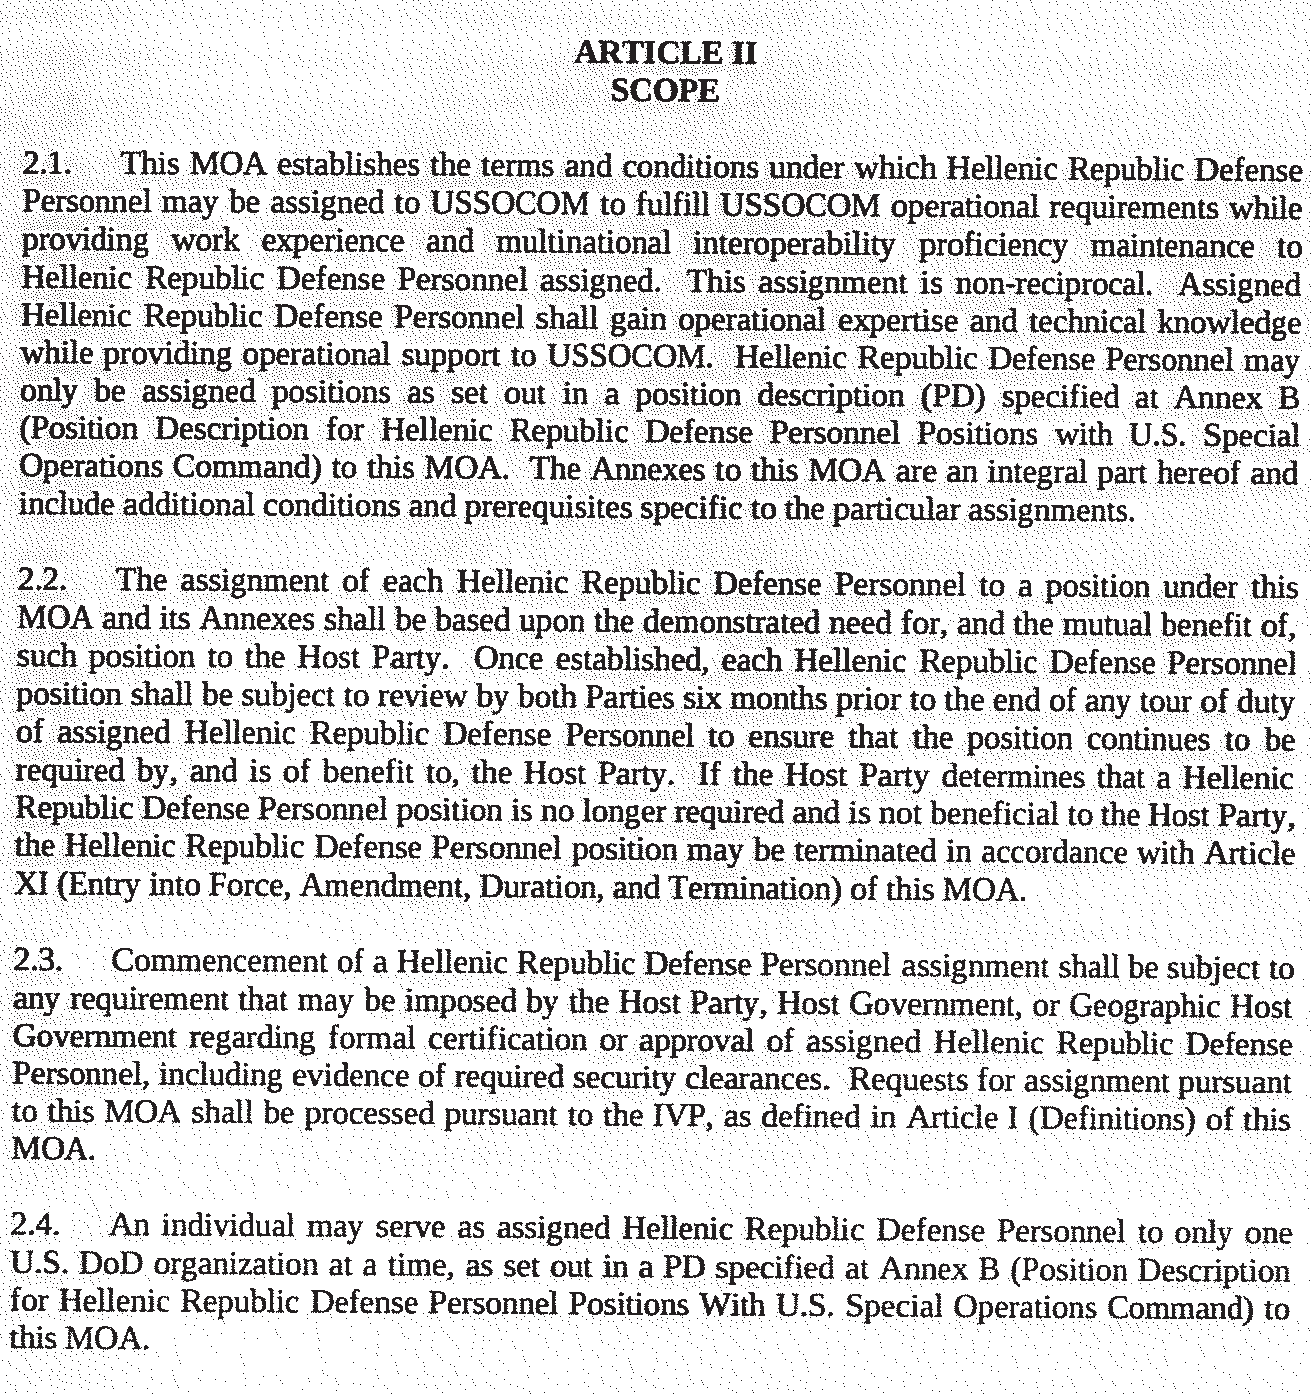 ARTICLE II
SCOPE
2.1. This MOA establishes the terms and conditions under which Hellenic Republic Defense
Personnel may be assigned to USSOCOM to fulfill USSOCOM operational requirements while
providing work experience and multinational interoperability proficiency maintenance to
Hellenic Republic Defense Personnel assigned. This assignment is non-reciprocal. Assigned
Hellenic Republic Defense Personnel shall gain operational expertise and technical knowledge
while providing operational support to USSOCOM. Hellenic Republic Defense Personnel may
only be assigned positions as set out in a position description (PD) specified at Annex B
(Position Description for Hellenic Republic Defense Personnel Positions with U.S. Special
Operations Command) to this MOA. The Annexes to this MOA are an integral part hereof and
include additional conditions and prerequisites specific to the particular assignments.
2.2. The assignment of each Hellenic Republic Defense Personnel to a position under this
MOA and its Annexes shall be based upon the demonstrated need for, and the mutual benefit of,
such position to the Host Party. Once established, each Hellenic Republic Defense Personnel
position shall be subject to review by both Parties six months prior to the end of any tour of duty
of assigned Hellenic Republic Defense Personnel to ensure that the position continues to be
required by, and is of benefit to, the Host Party. If the Host Party determines that a Hellenic
Republic Defense Personnel position is no longer required and is not beneficial to the Host Party,
the Hellenic Republic Defense Personnel position may be terminated in accordance with Article
XI (Entry into Force, Amendment, Duration, and Termination) of this MOA.
2.3. Commencement of a Hellenic Republic Defense Personnel assignment shall be subject to
any requirement that may be imposed by the Host Party, Host Government, or Geographic Host
Government regarding formal certification or approval of assigned Hellenic Republic Defense
Personnel, including evidence of required security clearances. Requests for assignment pursuant
to this MOA shall be processed pursuant to the IVP, as defined in Article I (Definitions) of this
MOA.
2.4. An individual may serve as assigned Hellenic Republic Defense Personnel to only one
U.S. DoD organization at a time, as set out in a PD specified at Annex B (Position Description
for Hellenic Republic Defense Personnel Positions With U.S. Special Operations Command) to
this MOA.